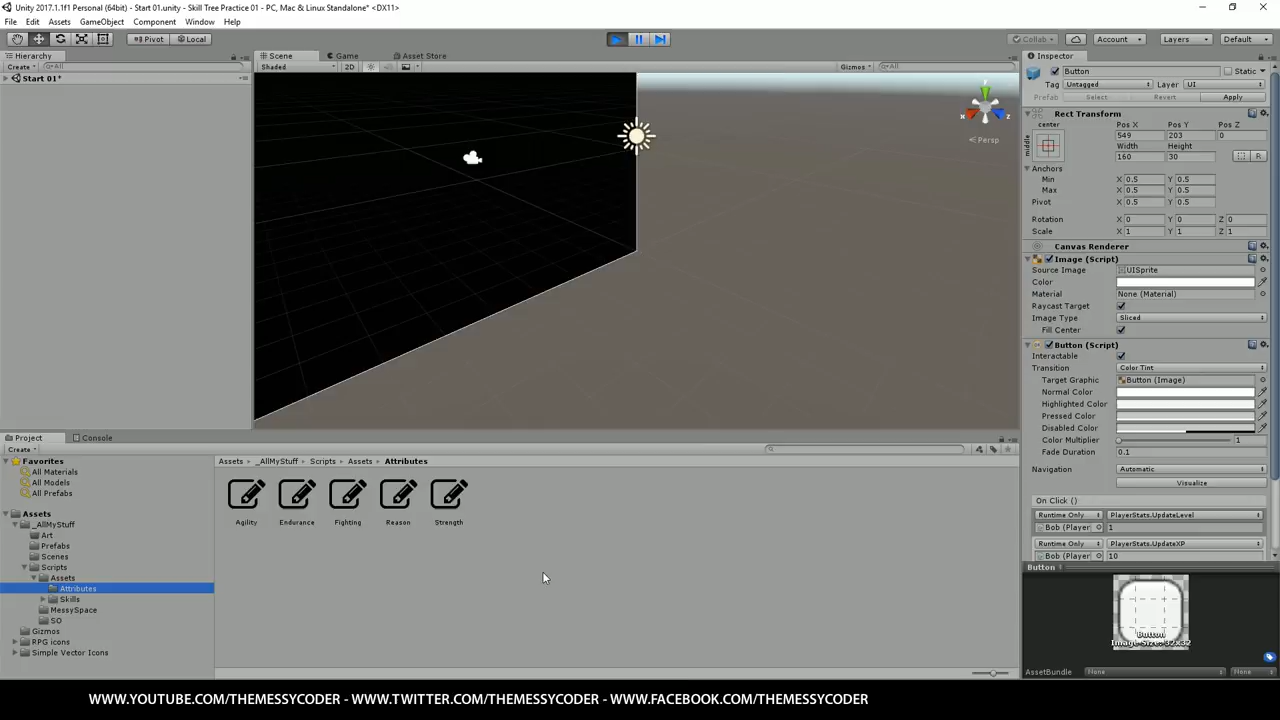 Unity 2017.1.1f1 Personal (64bit) - Start 01.unity - Skill Tree Practice 01 - PC, Mac & Linux Standalone* <DX11>
File Edit Assets GameObject Component Window Help
Pivot Local Collab Account Layers Default
Hierarchy Scene Game Asset Store Inspector
Create All Shaded 2D Gizmos All Button Static
Start 01*
Tag Untagged Layer UI
Prefab Select Revert Apply
Rect Transform
center Pos X Pos Y Pos Z
middle 549 203 0
Width Height
160 30 R
Anchors
Min X 0.5 Y 0.5
Max X 0.5 Y 0.5
Pivot X 0.5 Y 0.5
Rotation X 0 Y 0 Z 0
Scale X 1 Y 1 Z 1
x z
Persp
Canvas Renderer
Image (Script)
Source Image UISprite
Color
Material None (Material)
Raycast Target
Image Type Sliced
Fill Center
Button (Script)
Interactable
Transition Color Tint
Target Graphic Button (Image)
Normal Color
Highlighted Color
Pressed Color
Disabled Color
Color Multiplier 1
Fade Duration 0.1
Navigation Automatic
Visualize
On Click ()
Runtime Only PlayerStats.UpdateLevel
Bob (Player 1
Runtime Only PlayerStats.UpdateXP
Bob (Player 10
Button
Button
Image Size: 32x32
AssetBundle None None
Project Console
Create
Favorites
All Materials
All Models
All Prefabs
Assets
_AllMyStuff
Art
Prefabs
Scenes
Scripts
Assets
Attributes
Skills
MessySpace
SO
Gizmos
RPG icons
Simple Vector Icons
Assets _AllMyStuff Scripts Assets Attributes
Agility Endurance Fighting Reason Strength
WWW.YOUTUBE.COM/THEMESSYCODER - WWW.TWITTER.COM/THEMESSYCODER - WWW.FACEBOOK.COM/THEMESSYCODER